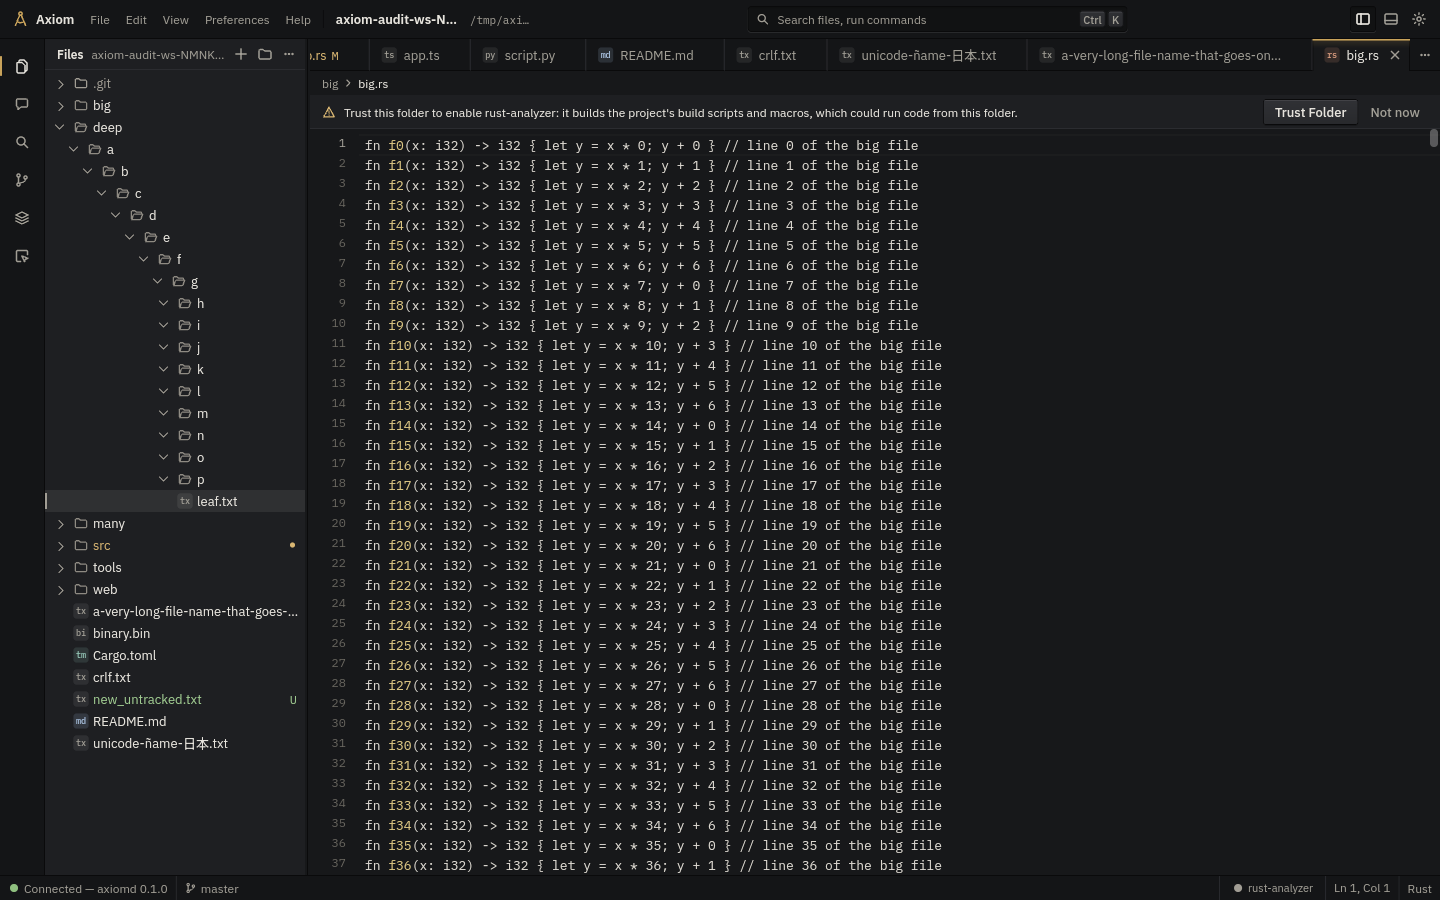 Axiom File Edit View Preferences Help axiom-audit-ws-N... /tmp/axi... Search files, run commands Ctrl K
Files axiom-audit-ws-NMNK...
.rs M ts app.ts py script.py md README.md tx crlf.txt tx unicode-ñame-日本.txt tx a-very-long-file-name-that-goes-on... rs big.rs
big > big.rs
Trust this folder to enable rust-analyzer: it builds the project's build scripts and macros, which could run code from this folder. Trust Folder Not now
.git
big
deep
a
b
c
d
e
f
g
h
i
j
k
l
m
n
o
p
tx leaf.txt
many
src
tools
web
tx a-very-long-file-name-that-goes-...
bi binary.bin
tm Cargo.toml
tx crlf.txt
tx new_untracked.txt U
md README.md
tx unicode-ñame-日本.txt
1 fn f0(x: i32) -> i32 { let y = x * 0; y + 0 } // line 0 of the big file
2 fn f1(x: i32) -> i32 { let y = x * 1; y + 1 } // line 1 of the big file
3 fn f2(x: i32) -> i32 { let y = x * 2; y + 2 } // line 2 of the big file
4 fn f3(x: i32) -> i32 { let y = x * 3; y + 3 } // line 3 of the big file
5 fn f4(x: i32) -> i32 { let y = x * 4; y + 4 } // line 4 of the big file
6 fn f5(x: i32) -> i32 { let y = x * 5; y + 5 } // line 5 of the big file
7 fn f6(x: i32) -> i32 { let y = x * 6; y + 6 } // line 6 of the big file
8 fn f7(x: i32) -> i32 { let y = x * 7; y + 0 } // line 7 of the big file
9 fn f8(x: i32) -> i32 { let y = x * 8; y + 1 } // line 8 of the big file
10 fn f9(x: i32) -> i32 { let y = x * 9; y + 2 } // line 9 of the big file
11 fn f10(x: i32) -> i32 { let y = x * 10; y + 3 } // line 10 of the big file
12 fn f11(x: i32) -> i32 { let y = x * 11; y + 4 } // line 11 of the big file
13 fn f12(x: i32) -> i32 { let y = x * 12; y + 5 } // line 12 of the big file
14 fn f13(x: i32) -> i32 { let y = x * 13; y + 6 } // line 13 of the big file
15 fn f14(x: i32) -> i32 { let y = x * 14; y + 0 } // line 14 of the big file
16 fn f15(x: i32) -> i32 { let y = x * 15; y + 1 } // line 15 of the big file
17 fn f16(x: i32) -> i32 { let y = x * 16; y + 2 } // line 16 of the big file
18 fn f17(x: i32) -> i32 { let y = x * 17; y + 3 } // line 17 of the big file
19 fn f18(x: i32) -> i32 { let y = x * 18; y + 4 } // line 18 of the big file
20 fn f19(x: i32) -> i32 { let y = x * 19; y + 5 } // line 19 of the big file
21 fn f20(x: i32) -> i32 { let y = x * 20; y + 6 } // line 20 of the big file
22 fn f21(x: i32) -> i32 { let y = x * 21; y + 0 } // line 21 of the big file
23 fn f22(x: i32) -> i32 { let y = x * 22; y + 1 } // line 22 of the big file
24 fn f23(x: i32) -> i32 { let y = x * 23; y + 2 } // line 23 of the big file
25 fn f24(x: i32) -> i32 { let y = x * 24; y + 3 } // line 24 of the big file
26 fn f25(x: i32) -> i32 { let y = x * 25; y + 4 } // line 25 of the big file
27 fn f26(x: i32) -> i32 { let y = x * 26; y + 5 } // line 26 of the big file
28 fn f27(x: i32) -> i32 { let y = x * 27; y + 6 } // line 27 of the big file
29 fn f28(x: i32) -> i32 { let y = x * 28; y + 0 } // line 28 of the big file
30 fn f29(x: i32) -> i32 { let y = x * 29; y + 1 } // line 29 of the big file
31 fn f30(x: i32) -> i32 { let y = x * 30; y + 2 } // line 30 of the big file
32 fn f31(x: i32) -> i32 { let y = x * 31; y + 3 } // line 31 of the big file
33 fn f32(x: i32) -> i32 { let y = x * 32; y + 4 } // line 32 of the big file
34 fn f33(x: i32) -> i32 { let y = x * 33; y + 5 } // line 33 of the big file
35 fn f34(x: i32) -> i32 { let y = x * 34; y + 6 } // line 34 of the big file
36 fn f35(x: i32) -> i32 { let y = x * 35; y + 0 } // line 35 of the big file
37 fn f36(x: i32) -> i32 { let y = x * 36; y + 1 } // line 36 of the big file
Connected — axiomd 0.1.0 master rust-analyzer Ln 1, Col 1 Rust